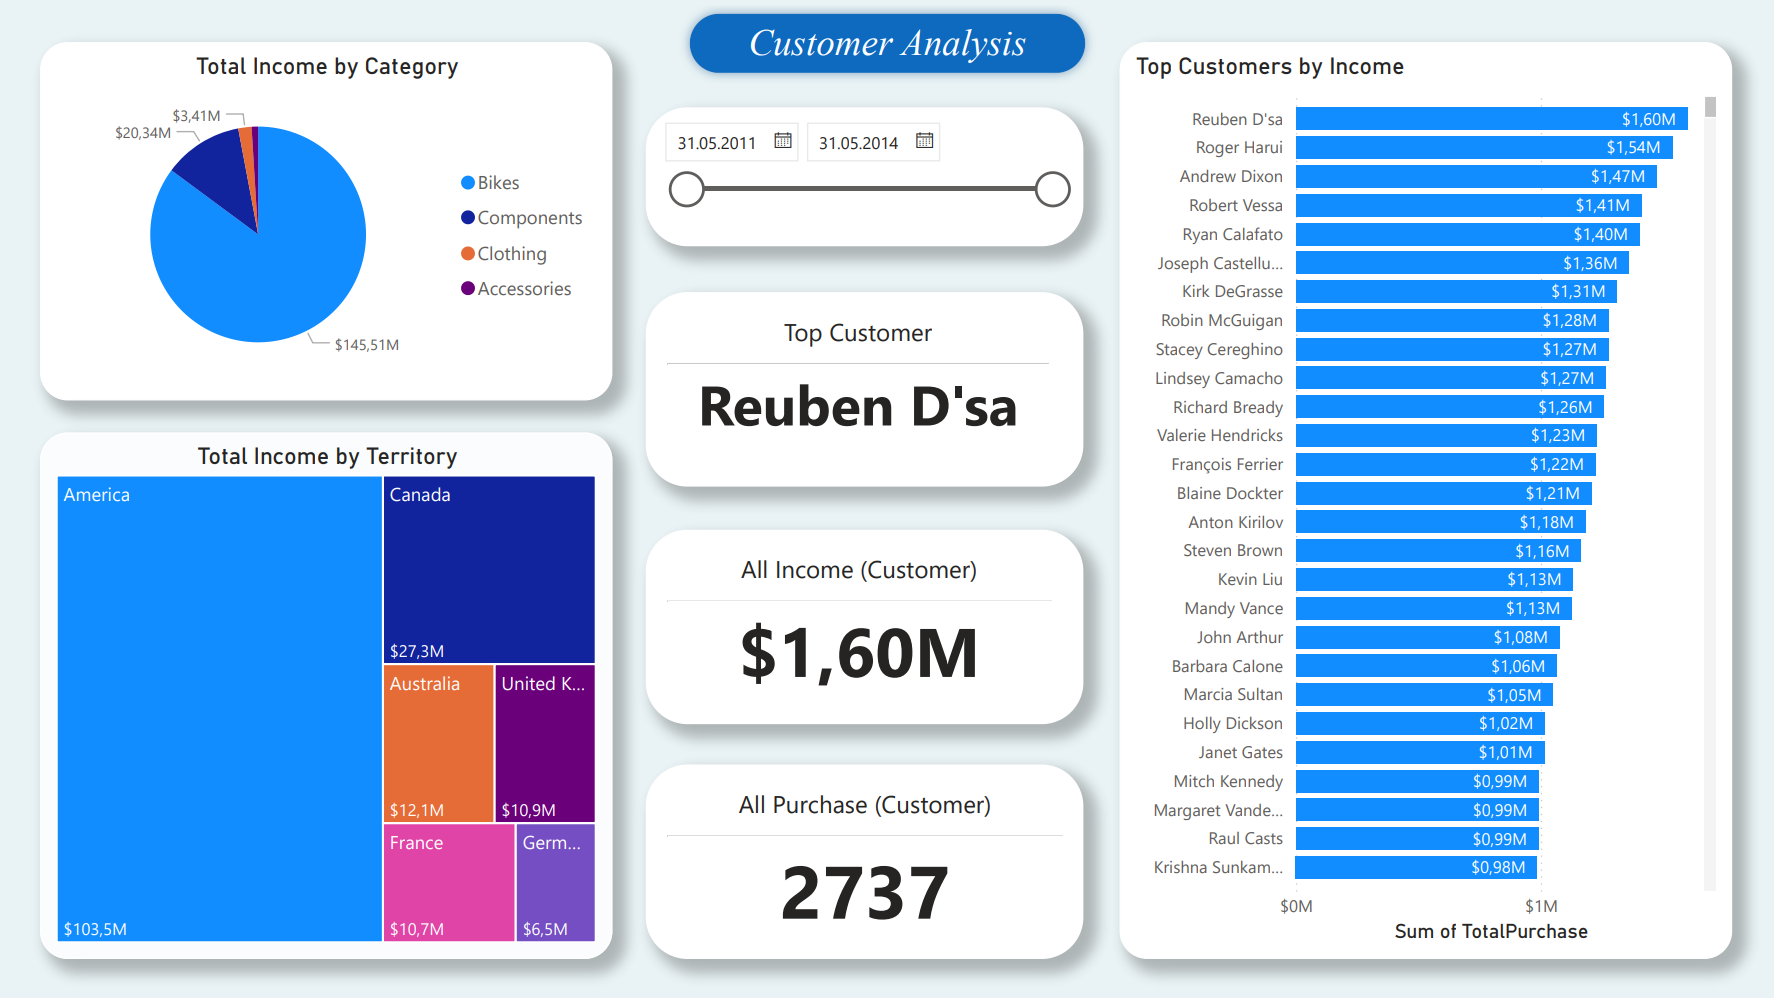 Customer Analysis
Total Income by Category
$3,41M
$20,34M
$145,51M
Bikes
Components
Clothing
Accessories
Total Income by Territory
America
$103,5M
Canada
$27,3M
Australia
$12,1M
United K...
$10,9M
France
$10,7M
Germ...
$6,5M
31.05.2011
31.05.2014
Top Customer
Reuben D'sa
All Income (Customer)
$1,60M
All Purchase (Customer)
2737
Top Customers by Income
Reuben D'sa $1,60M
Roger Harui $1,54M
Andrew Dixon $1,47M
Robert Vessa $1,41M
Ryan Calafato $1,40M
Joseph Castellu... $1,36M
Kirk DeGrasse $1,31M
Robin McGuigan $1,28M
Stacey Cereghino $1,27M
Lindsey Camacho $1,27M
Richard Bready $1,26M
Valerie Hendricks $1,23M
François Ferrier $1,22M
Blaine Dockter $1,21M
Anton Kirilov $1,18M
Steven Brown $1,16M
Kevin Liu $1,13M
Mandy Vance $1,13M
John Arthur $1,08M
Barbara Calone $1,06M
Marcia Sultan $1,05M
Holly Dickson $1,02M
Janet Gates $1,01M
Mitch Kennedy $0,99M
Margaret Vande... $0,99M
Raul Casts $0,99M
Krishna Sunkam... $0,98M
$0M $1M
Sum of TotalPurchase